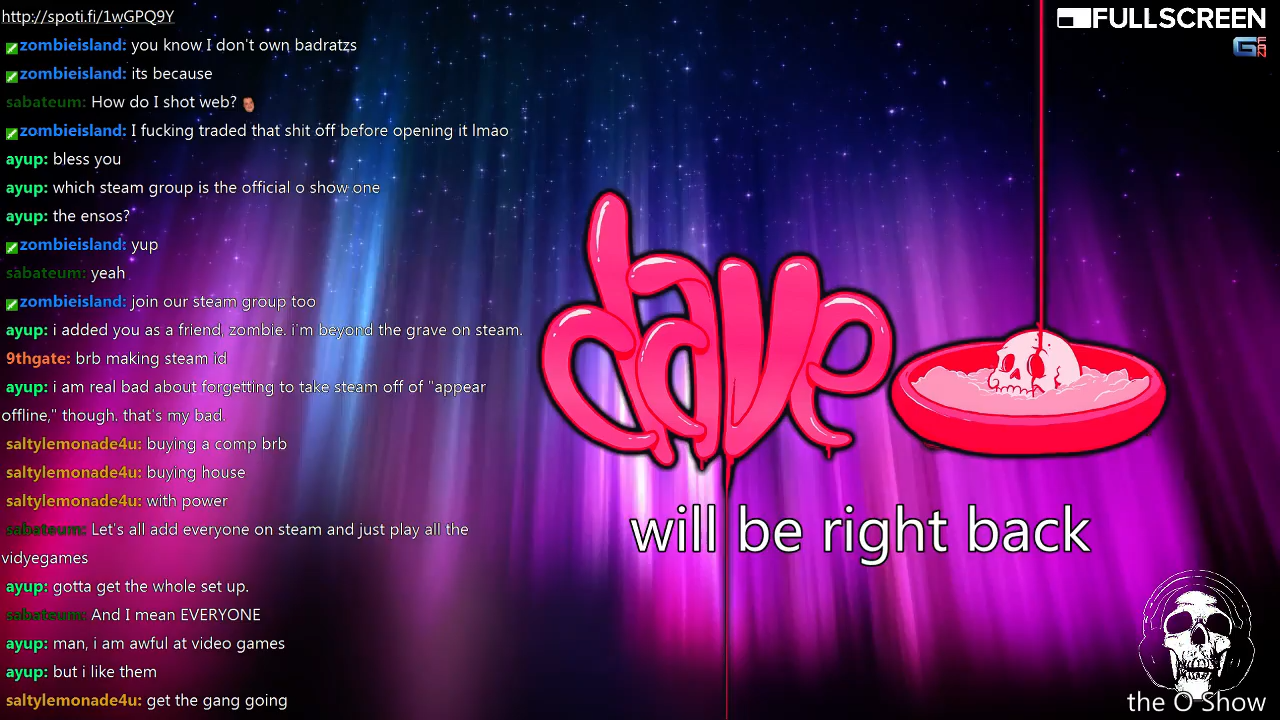 http://spoti.fi/1wGPQ9Y
zombieisland: you know I don't own badratzs
zombieisland: its because
sabateum: How do I shot web?
zombieisland: I fucking traded that shit off before opening it lmao
ayup: bless you
ayup: which steam group is the official o show one
ayup: the ensos?
zombieisland: yup
sabateum: yeah
zombieisland: join our steam group too
ayup: i added you as a friend, zombie. i'm beyond the grave on steam.
9thgate: brb making steam id
ayup: i am real bad about forgetting to take steam off of "appear
offline," though. that's my bad.
saltylemonade4u: buying a comp brb
saltylemonade4u: buying house
saltylemonade4u: with power
sabateum: Let's all add everyone on steam and just play all the
vidyegames
ayup: gotta get the whole set up.
sabateum: And I mean EVERYONE
ayup: man, i am awful at video games
ayup: but i like them
saltylemonade4u: get the gang going
FULLSCREEN
dave
will be right back
the O Show